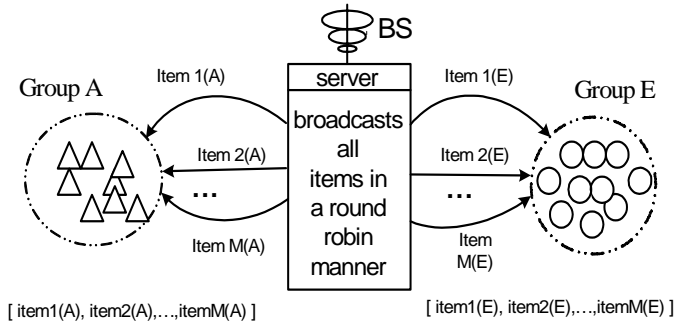 BS
server
broadcasts
all
items in
a round
robin
manner
Group A
Item 1(A)
Item 2(A)
...
Item M(A)
[ item1(A), item2(A),...,itemM(A) ]
Group E
Item 1(E)
Item 2(E)
...
Item
M(E)
[ item1(E), item2(E),...,itemM(E) ]